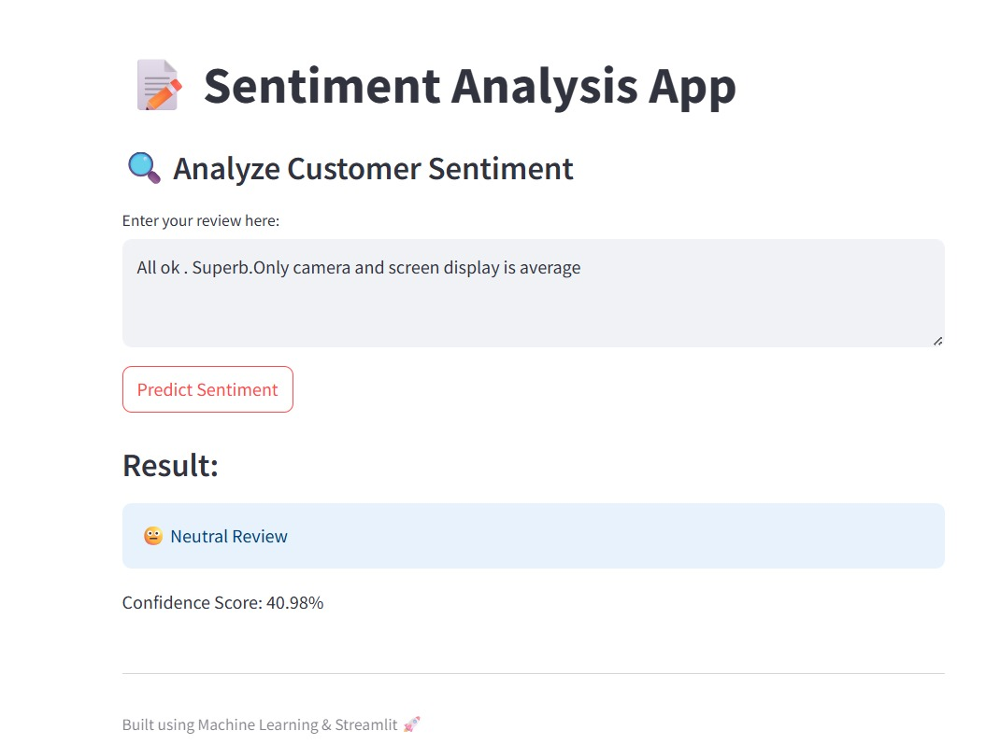 📝 Sentiment Analysis App
🔍 Analyze Customer Sentiment
Enter your review here:
All ok . Superb.Only camera and screen display is average
Predict Sentiment
Result:
😐 Neutral Review
Confidence Score: 40.98%
Built using Machine Learning & Streamlit 🚀